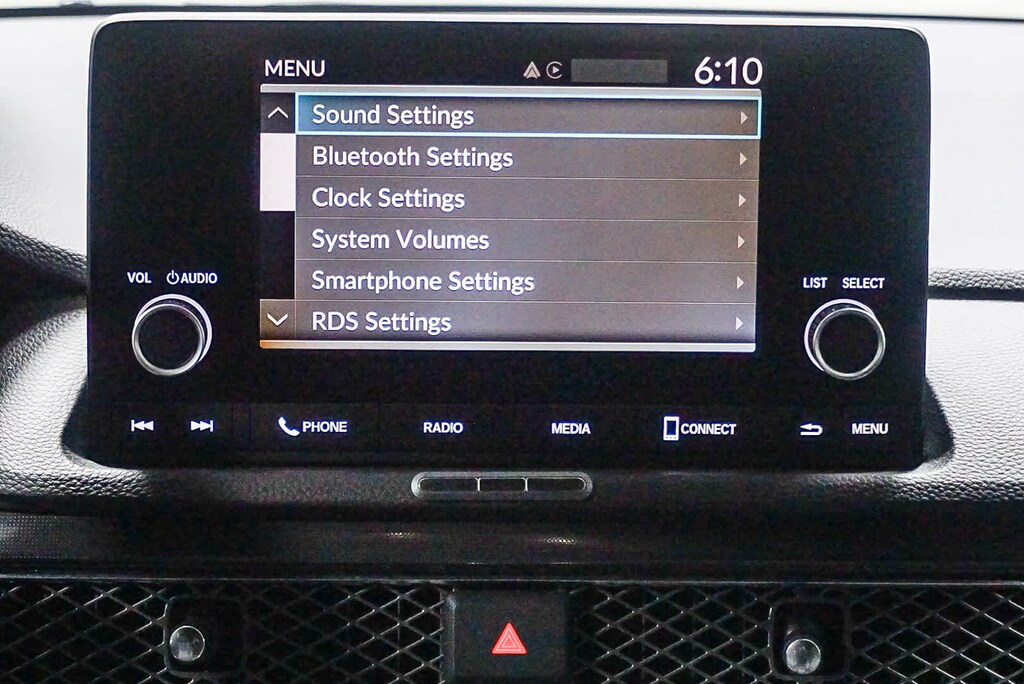 MENU 6:10
Sound Settings
Bluetooth Settings
Clock Settings
System Volumes
Smartphone Settings
RDS Settings
VOL AUDIO
LIST SELECT
PHONE RADIO MEDIA CONNECT MENU